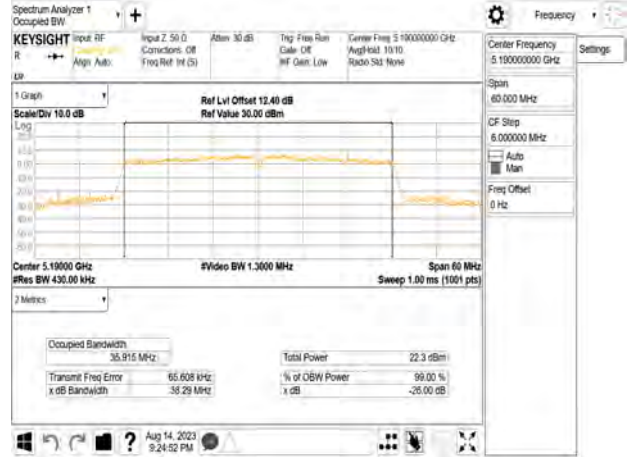 Spectrum Analyzer 1
Occupied BW
Frequency
KEYSIGHT Input: RF
R
Align: Auto
Input Z: 50 Ω
Corrections: Off
Freq Ref: Int (S)
Atten: 30 dB
Trig: Free Run
Gate: Off
#IF Gain: Low
Center Freq: 5.190000000 GHz
Avg|Hold: 10/10
Radio Std: None
Center Frequency
5.190000000 GHz
Settings
Span
60.000 MHz
CF Step
6.000000 MHz
Auto
Man
Freq Offset
0 Hz
1 Graph
Scale/Div 10.0 dB
Ref Lvl Offset 12.40 dB
Ref Value 30.00 dBm
Log
Center 5.19000 GHz
#Res BW 430.00 kHz
#Video BW 1.3000 MHz
Span 60 MHz
Sweep 1.00 ms (1001 pts)
2 Metrics
Occupied Bandwidth
35.915 MHz
Total Power 22.3 dBm
Transmit Freq Error 65.608 kHz
% of OBW Power 99.00 %
x dB Bandwidth 38.29 MHz
x dB -26.00 dB
?
Aug 14, 2023
9:24:52 PM